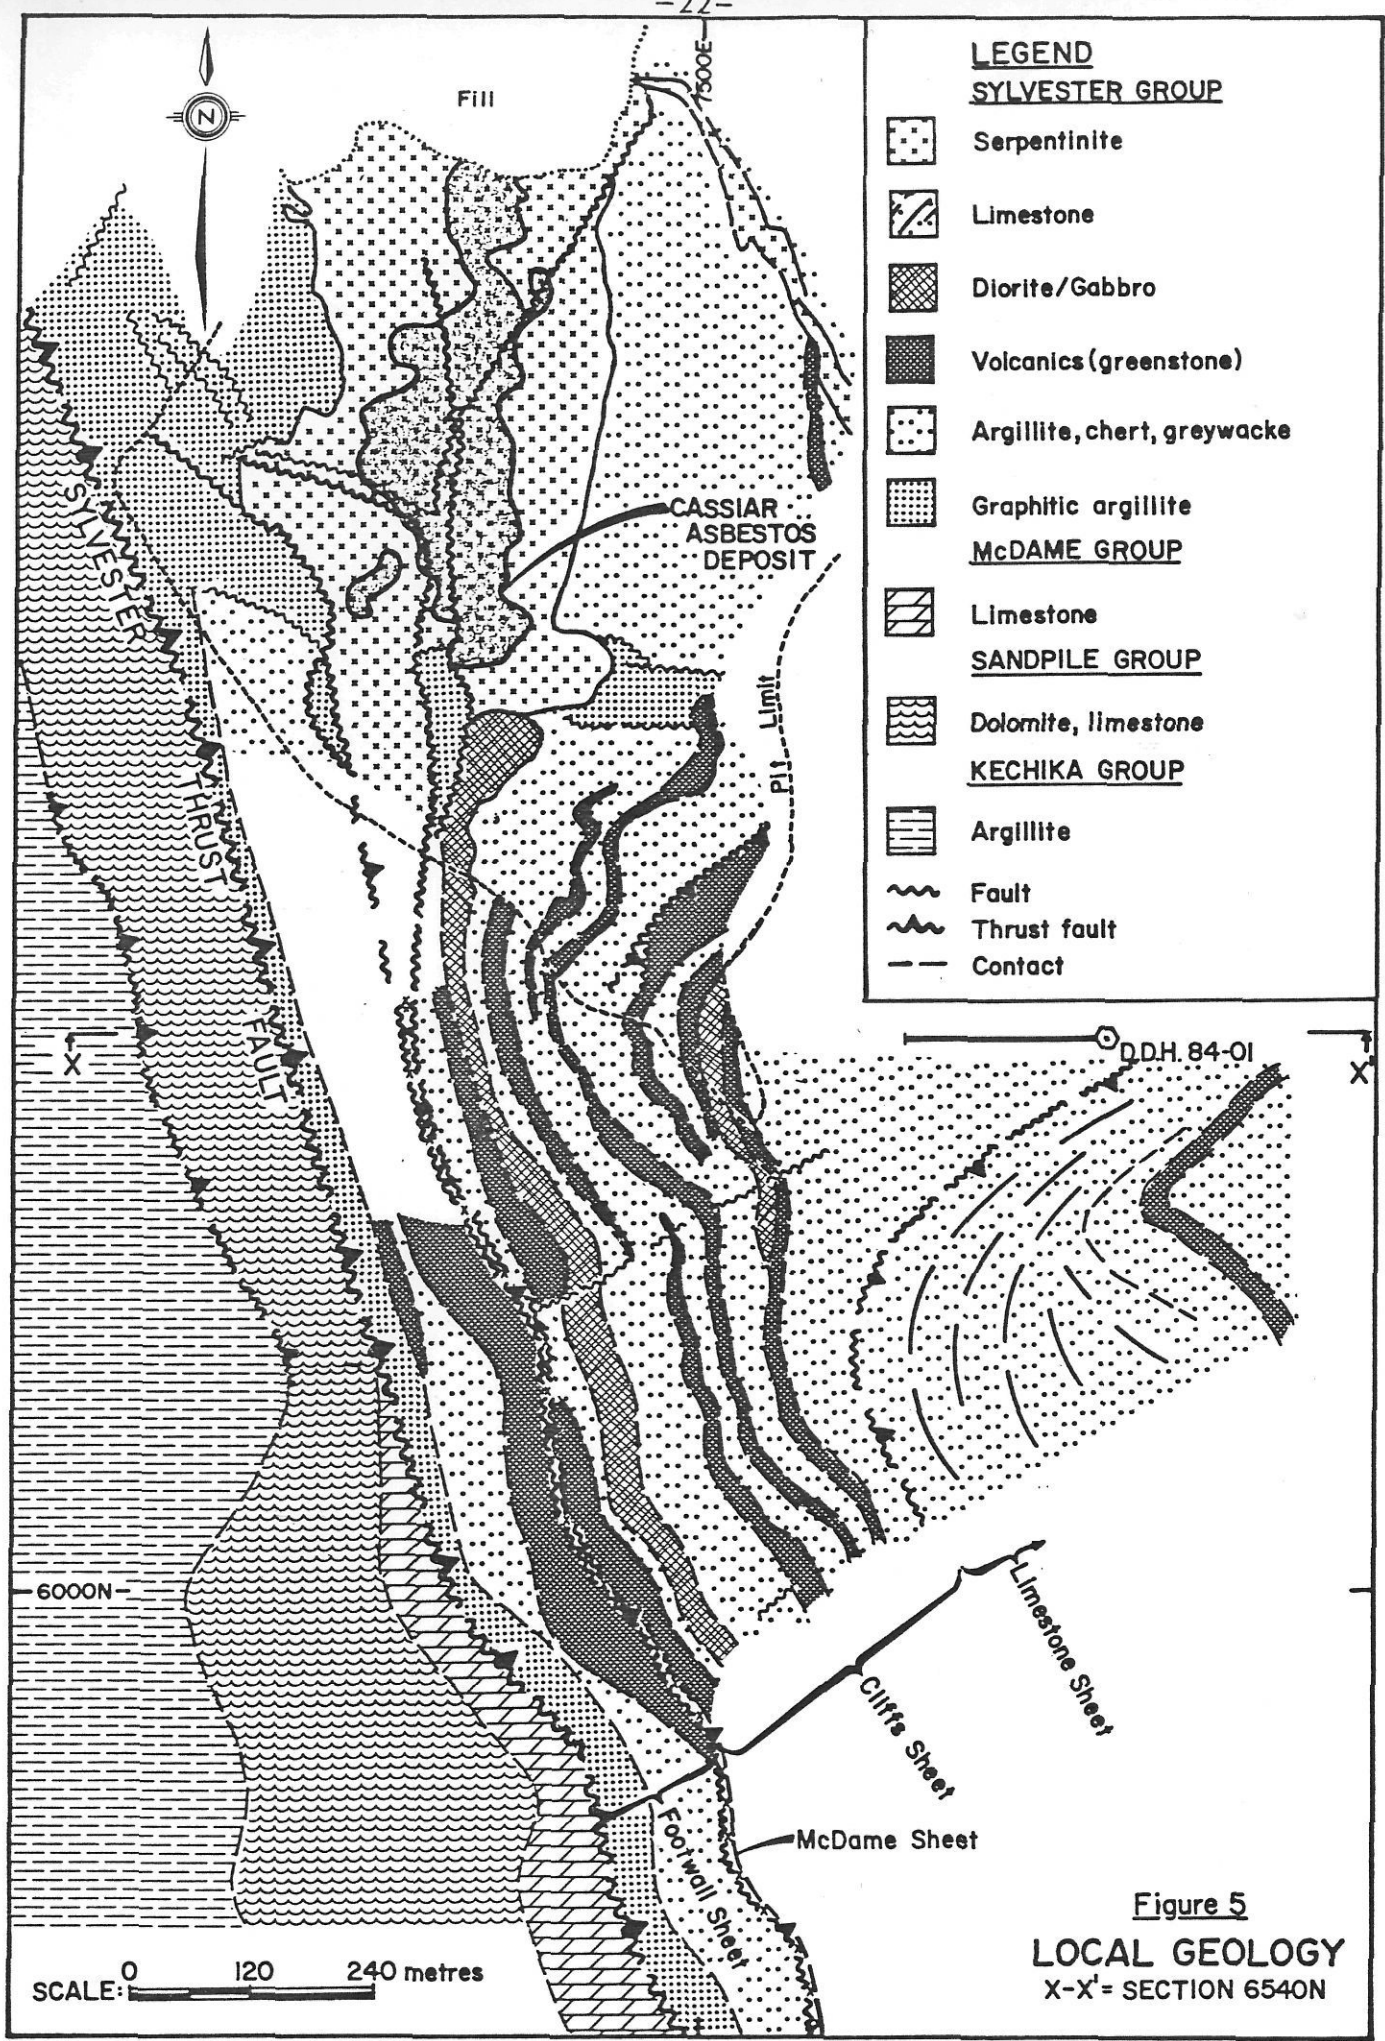 -22-
7500E
N
Fill
LEGEND
SYLVESTER GROUP
Serpentinite
Limestone
Diorite/Gabbro
Volcanics (greenstone)
Argillite, chert, greywacke
Graphitic argillite
McDAME GROUP
Limestone
SANDPILE GROUP
Dolomite, limestone
KECHIKA GROUP
Argillite
Fault
Thrust fault
Contact
CASSIAR
ASBESTOS
DEPOSIT
SYLVESTER
THRUST
FAULT
Pit Limit
X
D.D.H. 84-01
X'
6000N
Limestone Sheet
Cliffs Sheet
McDame Sheet
Footwall Sheet
Figure 5
LOCAL GEOLOGY
X-X' = SECTION 6540N
SCALE: 0 120 240 metres